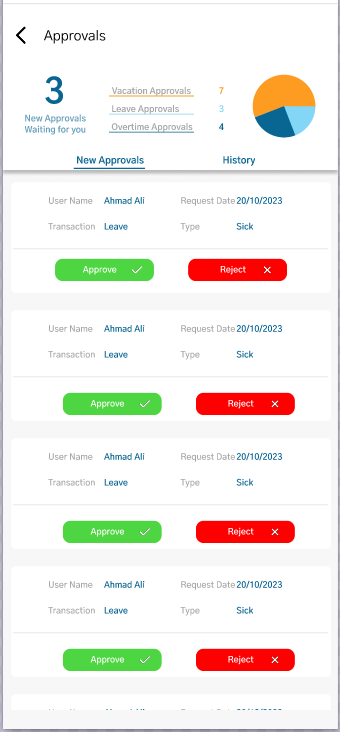 Approvals
3
New Approvals
Waiting for you
Vacation Approvals 7
Leave Approvals 3
Overtime Approvals 4
New Approvals History
User Name Ahmad Ali Request Date 20/10/2023
Transaction Leave Type Sick
Approve Reject
User Name Ahmad Ali Request Date 20/10/2023
Transaction Leave Type Sick
Approve Reject
User Name Ahmad Ali Request Date 20/10/2023
Transaction Leave Type Sick
Approve Reject
User Name Ahmad Ali Request Date 20/10/2023
Transaction Leave Type Sick
Approve Reject